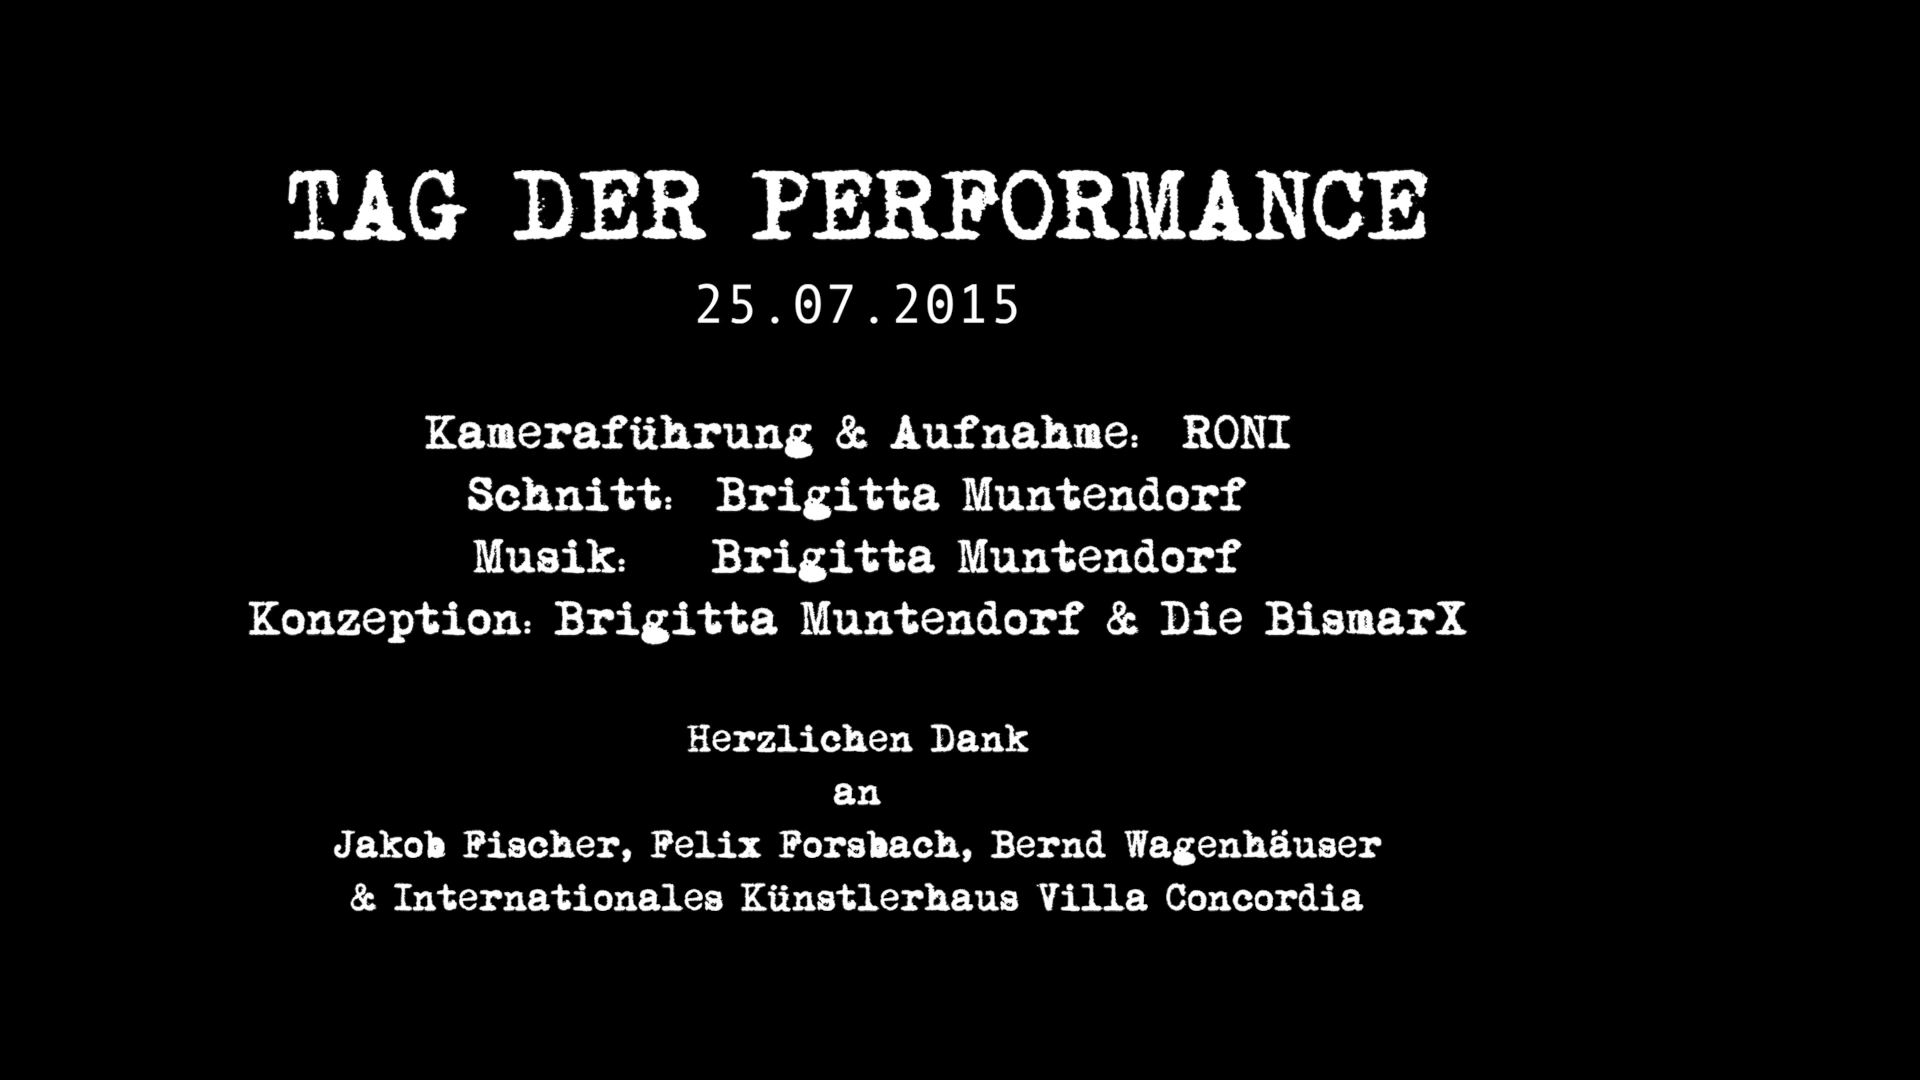 TAG DER PERFORMANCE
25.07.2015
Kameraführung & Aufnahme: RONI
Schnitt: Brigitta Muntendorf
Musik: Brigitta Muntendorf
Konzeption: Brigitta Muntendorf & Die BismarX
Herzlichen Dank
an
Jakob Fischer, Felix Forsbach, Bernd Wagenhäuser
& Internationales Künstlerhaus Villa Concordia